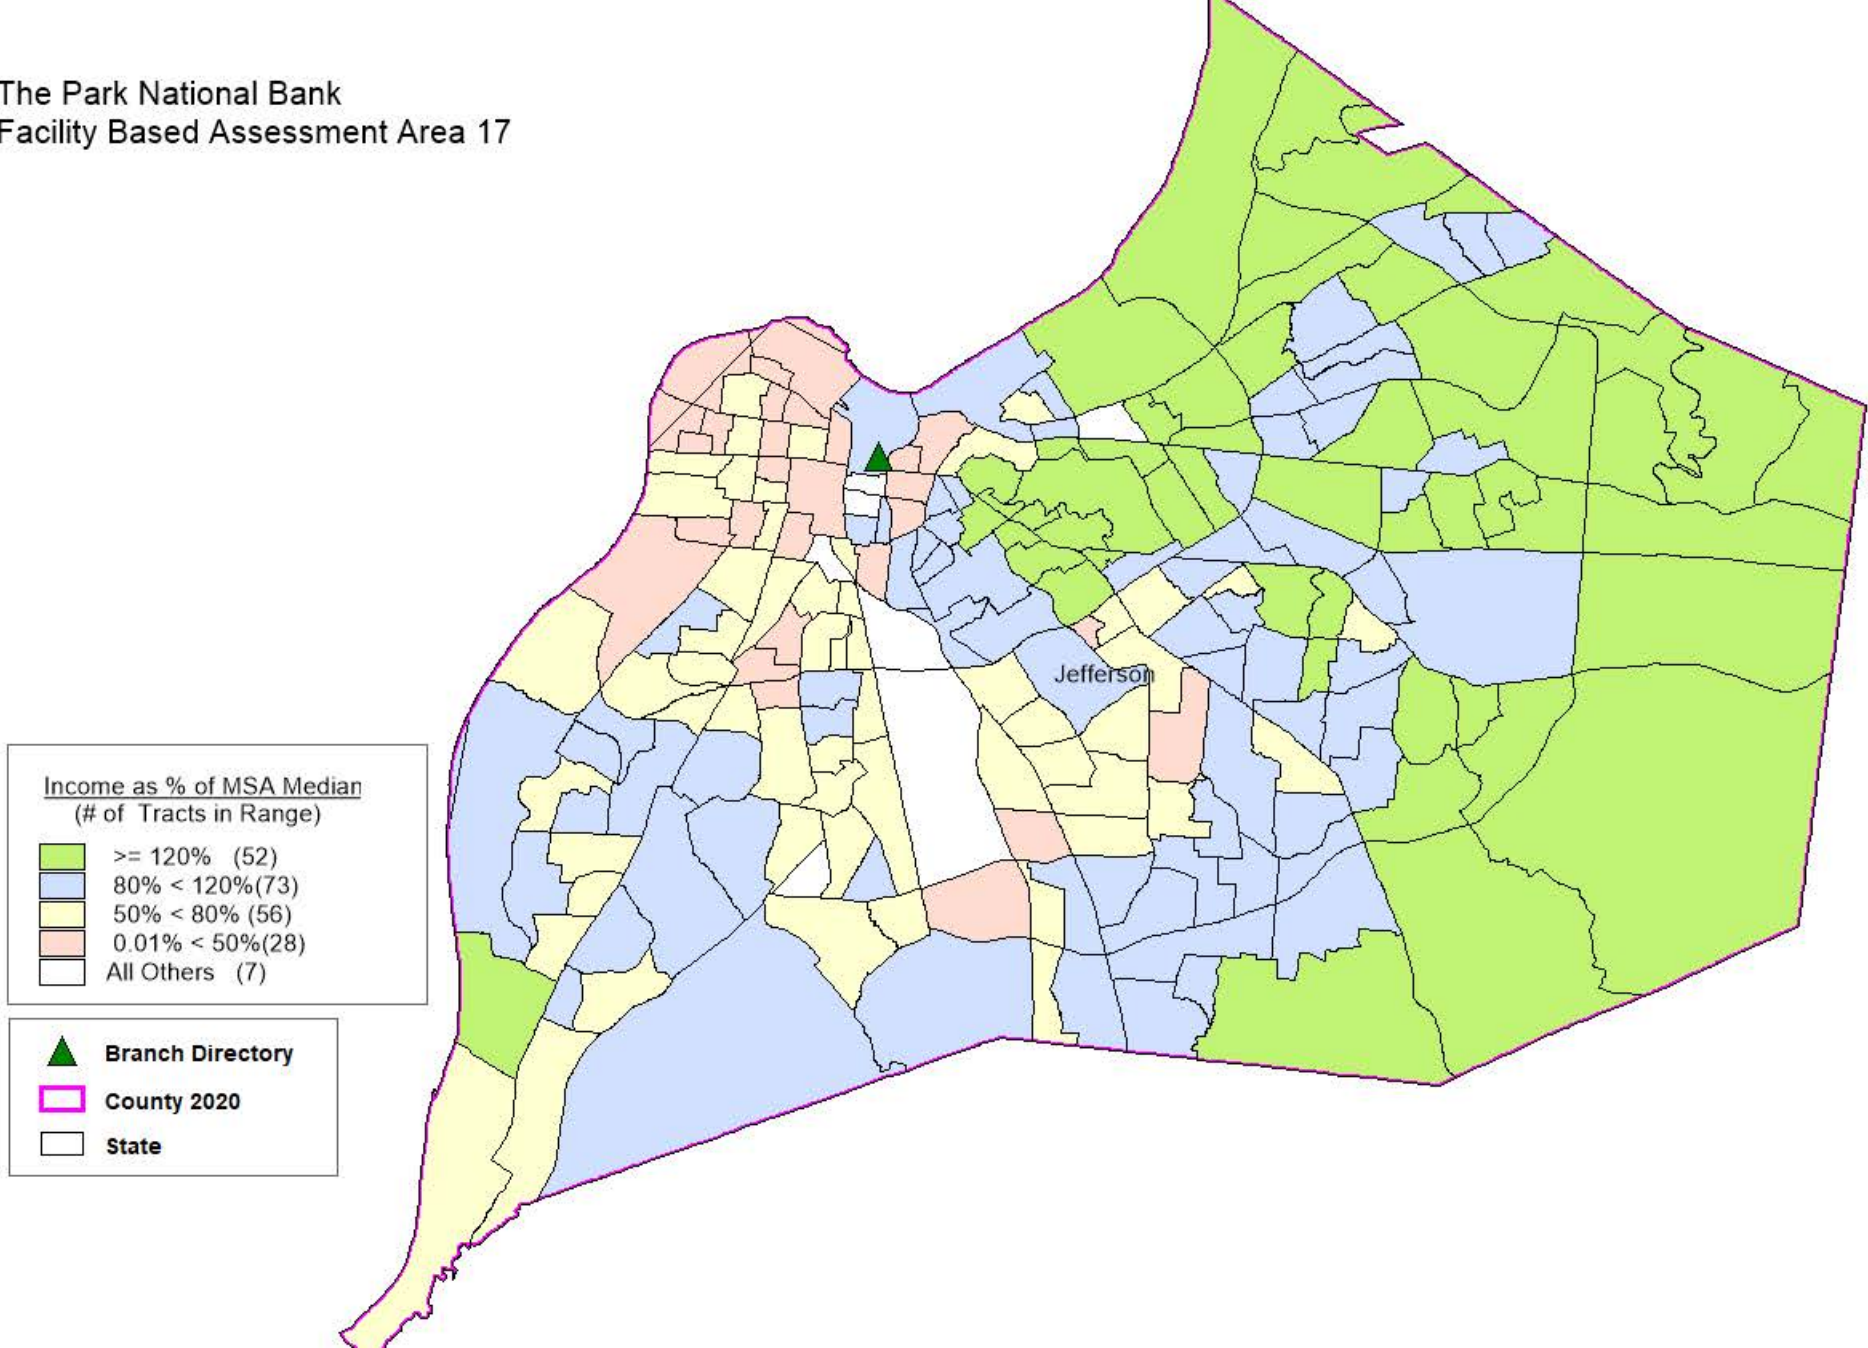 The Park National Bank
Facility Based Assessment Area 17
Jefferson
Income as % of MSA Median
(# of Tracts in Range)
>= 120% (52)
80% < 120%(73)
50% < 80% (56)
0.01% < 50%(28)
All Others (7)
Branch Directory
County 2020
State